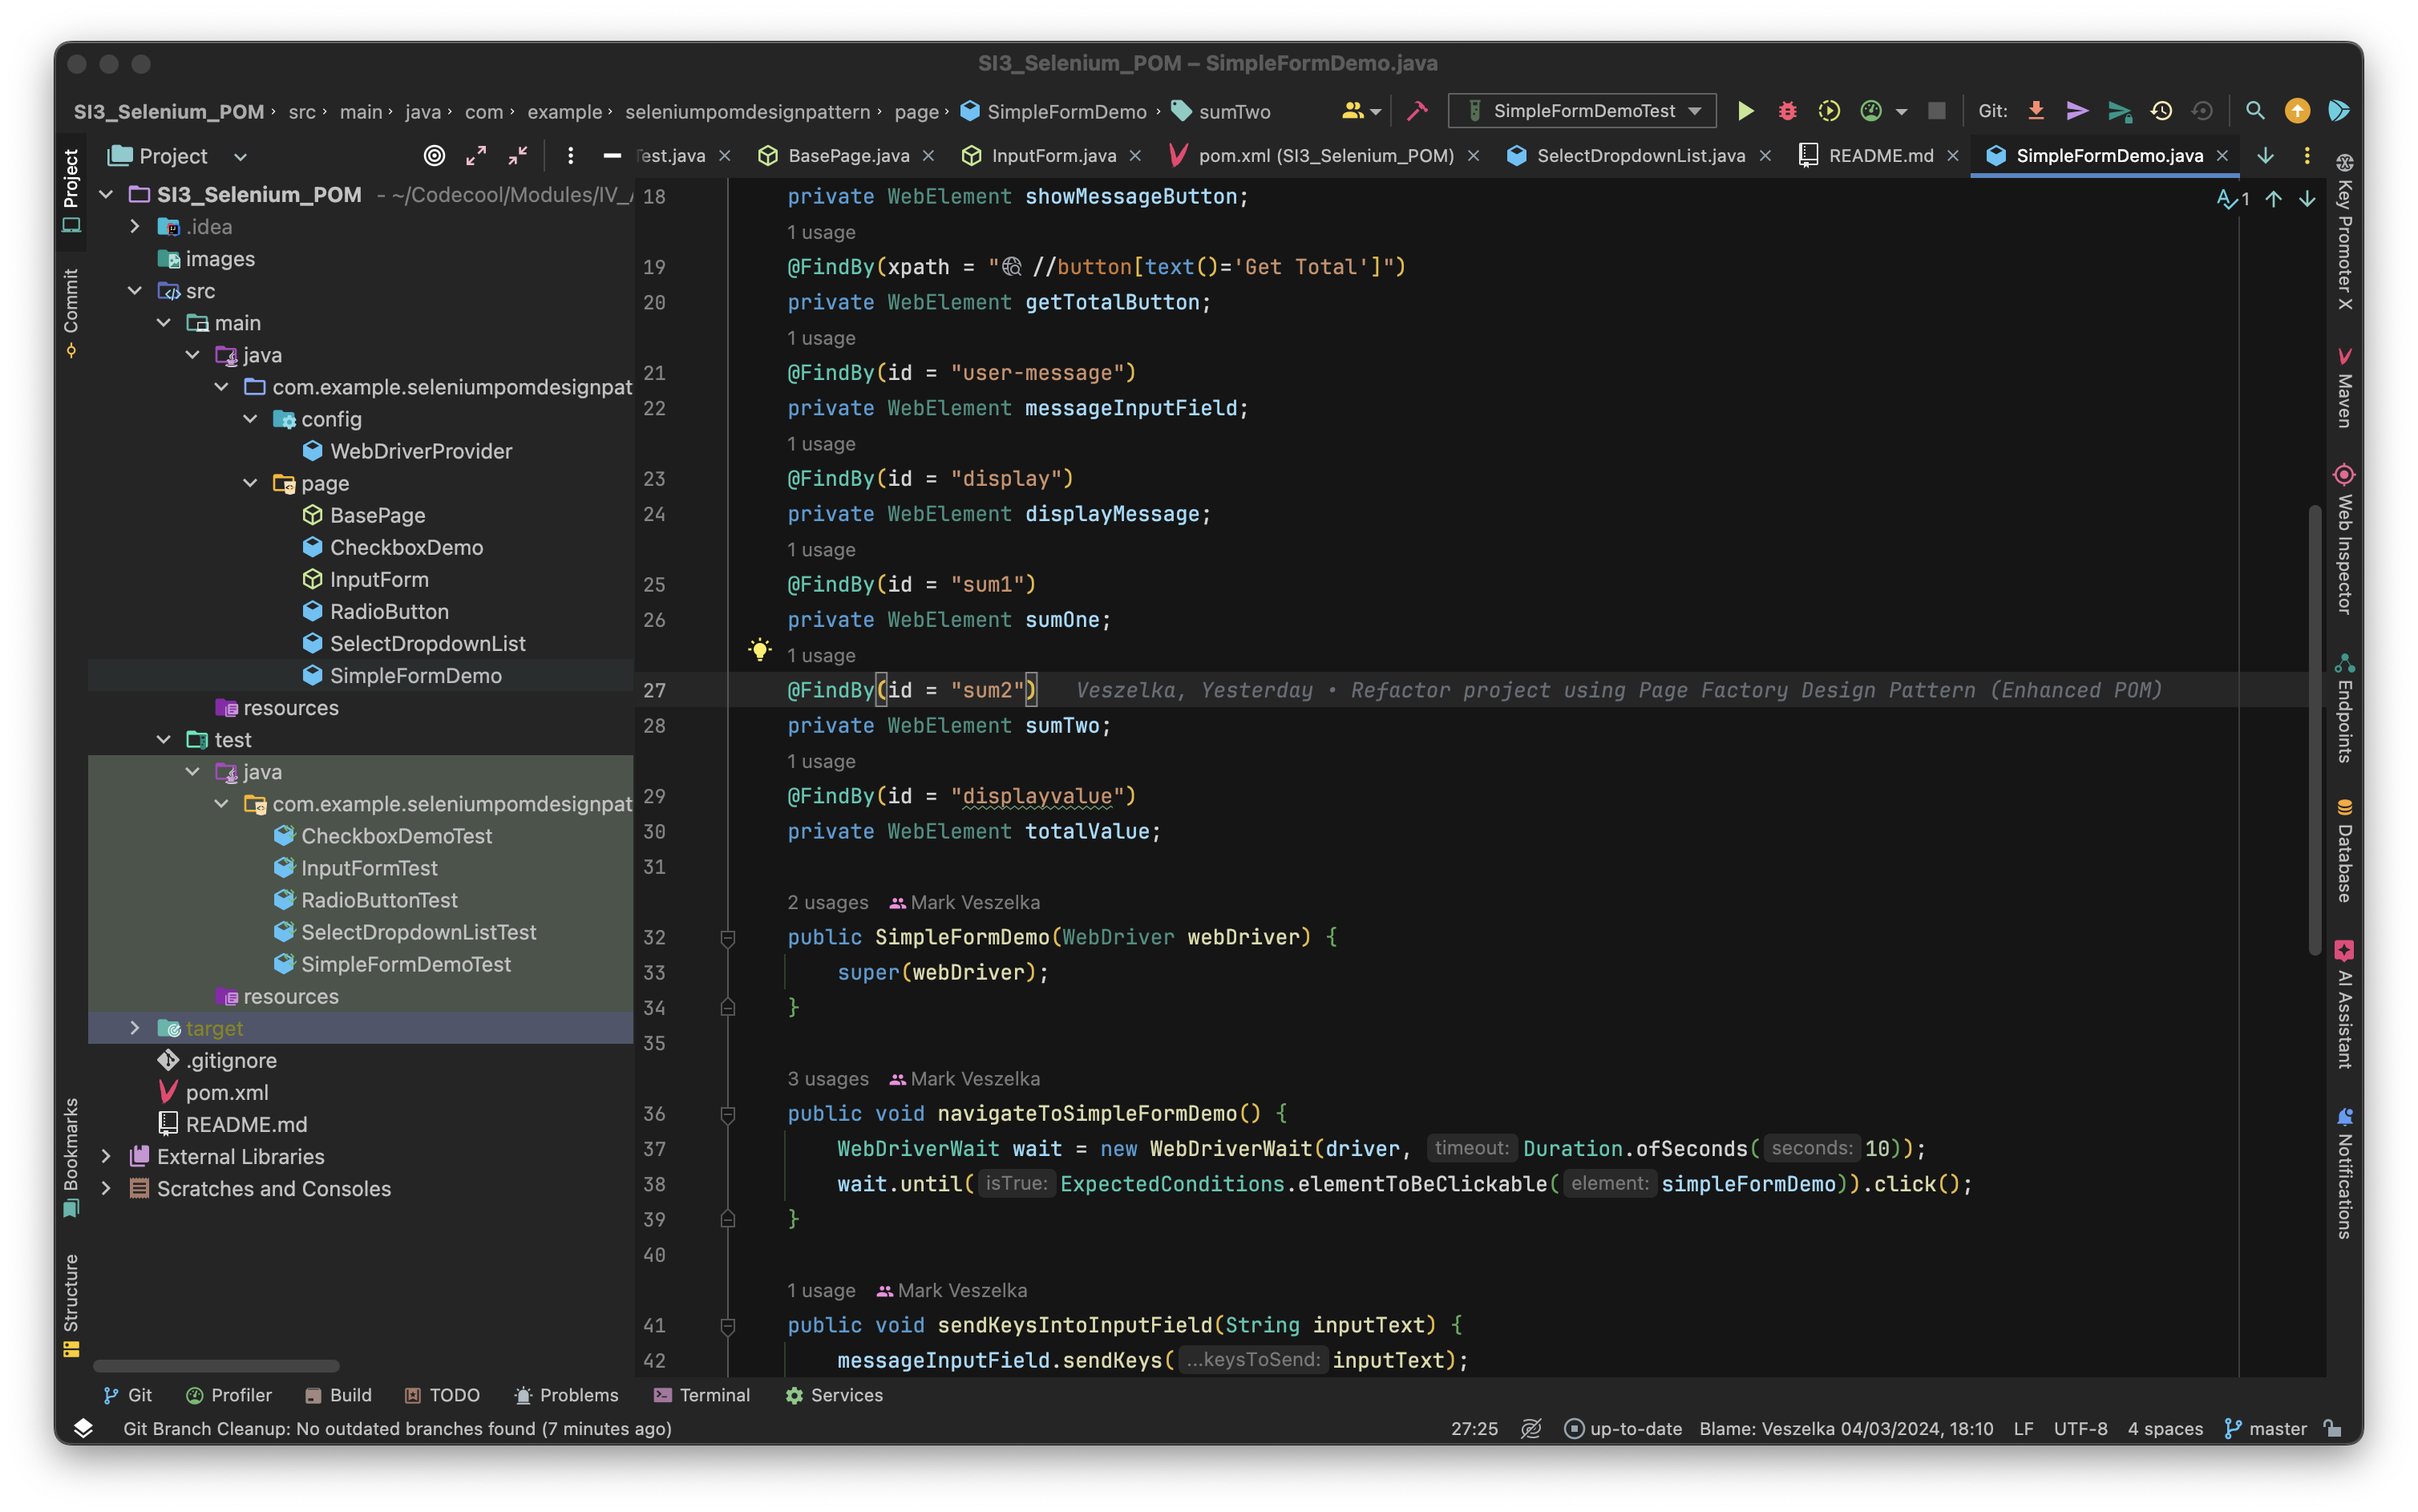 SI3_Selenium_POM – SimpleFormDemo.java
SI3_Selenium_POM › src › main › java › com › example › seleniumpomdesignpattern › page › SimpleFormDemo › sumTwo
SimpleFormDemoTest
Git:
Project
Test.java
BasePage.java
InputForm.java
pom.xml (SI3_Selenium_POM)
SelectDropdownList.java
README.md
SimpleFormDemo.java
Project
Commit
Bookmarks
Structure
SI3_Selenium_POM - ~/Codecool/Modules/IV_
.idea
images
src
main
java
com.example.seleniumpomdesignpat
config
WebDriverProvider
page
BasePage
CheckboxDemo
InputForm
RadioButton
SelectDropdownList
SimpleFormDemo
resources
test
java
com.example.seleniumpomdesignpat
CheckboxDemoTest
InputFormTest
RadioButtonTest
SelectDropdownListTest
SimpleFormDemoTest
resources
target
.gitignore
pom.xml
README.md
External Libraries
Scratches and Consoles
1
18 private WebElement showMessageButton;
1 usage
19 @FindBy(xpath = "//button[text()='Get Total']")
20 private WebElement getTotalButton;
1 usage
21 @FindBy(id = "user-message")
22 private WebElement messageInputField;
1 usage
23 @FindBy(id = "display")
24 private WebElement displayMessage;
1 usage
25 @FindBy(id = "sum1")
26 private WebElement sumOne;
1 usage
27 @FindBy(id = "sum2") Veszelka, Yesterday • Refactor project using Page Factory Design Pattern (Enhanced POM)
28 private WebElement sumTwo;
1 usage
29 @FindBy(id = "displayvalue")
30 private WebElement totalValue;
31
2 usages Mark Veszelka
32 public SimpleFormDemo(WebDriver webDriver) {
33 super(webDriver);
34 }
35
3 usages Mark Veszelka
36 public void navigateToSimpleFormDemo() {
37 WebDriverWait wait = new WebDriverWait(driver, timeout: Duration.ofSeconds( seconds: 10));
38 wait.until( isTrue: ExpectedConditions.elementToBeClickable( element: simpleFormDemo)).click();
39 }
40
1 usage Mark Veszelka
41 public void sendKeysIntoInputField(String inputText) {
42 messageInputField.sendKeys( ...keysToSend: inputText);
Key Promoter X
Maven
Web Inspector
Endpoints
Database
AI Assistant
Notifications
Git
Profiler
Build
TODO
Problems
Terminal
Services
Git Branch Cleanup: No outdated branches found (7 minutes ago)
27:25
up-to-date
Blame: Veszelka 04/03/2024, 18:10
LF
UTF-8
4 spaces
master